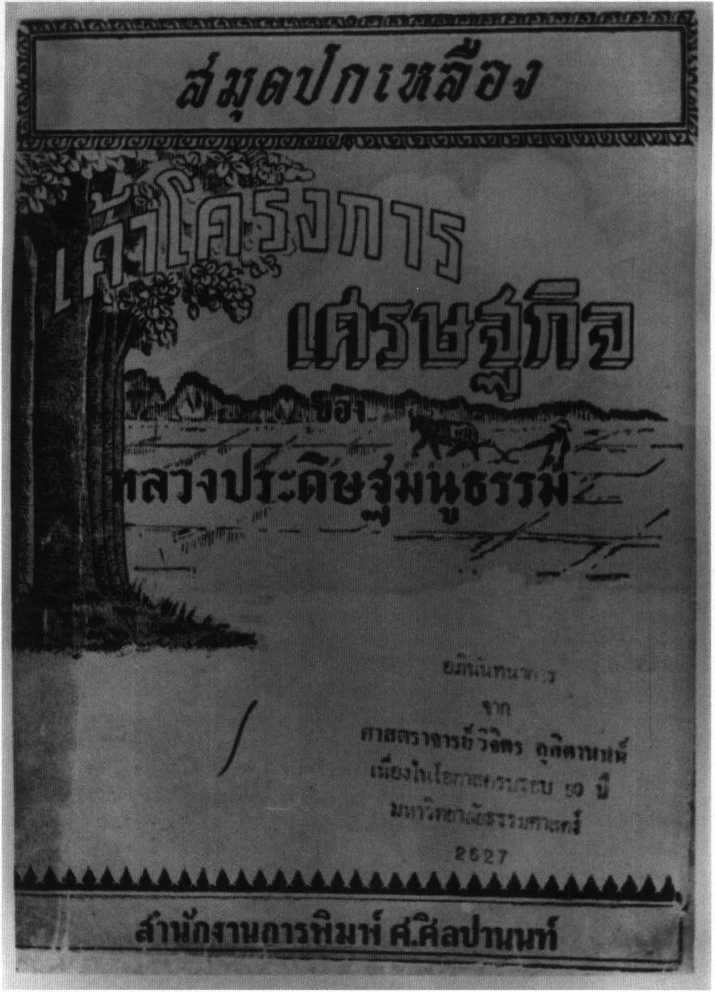 สมุดปกเหลือง
เค้าโครงการ
เศรษฐกิจ
ของ
หลวงประดิษฐมนูธรรม
อภินันทนาการ
จาก
ศาสตราจารย์วิจิตร ลุลิตานนท์
เนื่องในโอกาสครบรอบ 50 ปี
มหาวิทยาลัยธรรมศาสตร์
2527
สำนักงานการพิมพ์ ศ.ศิลปานนท์